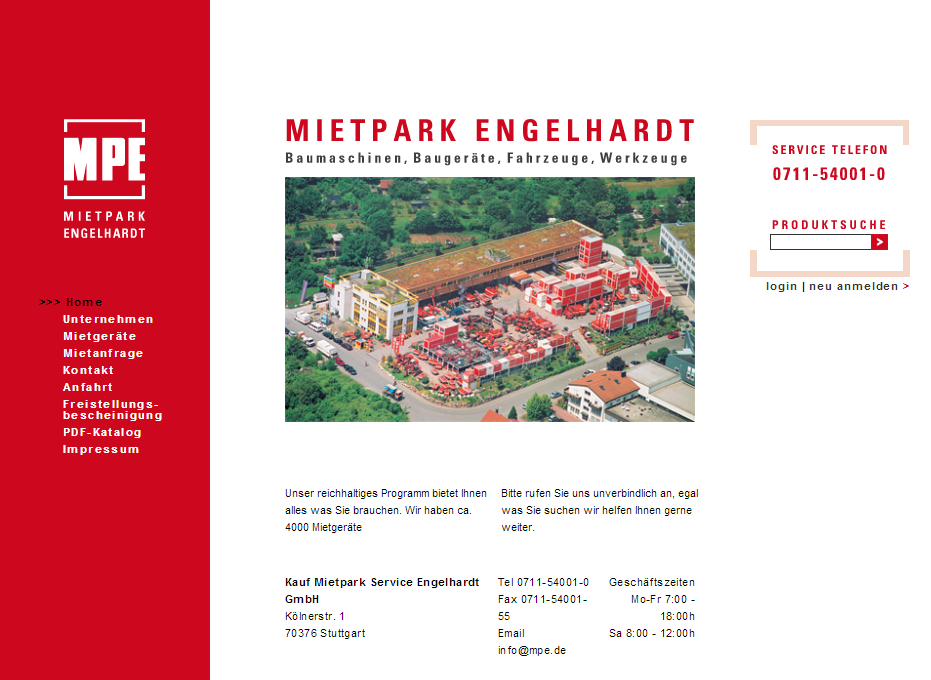 MPE
MIETPARK
ENGELHARDT
>>> Home
Unternehmen
Mietgeräte
Mietanfrage
Kontakt
Anfahrt
Freistellungs-
bescheinigung
PDF-Katalog
Impressum
MIETPARK ENGELHARDT
Baumaschinen, Baugeräte, Fahrzeuge, Werkzeuge
SERVICE TELEFON
0711-54001-0
PRODUKTSUCHE
>
login | neu anmelden >
Unser reichhaltiges Programm bietet Ihnen
alles was Sie brauchen. Wir haben ca.
4000 Mietgeräte
Bitte rufen Sie uns unverbindlich an, egal
was Sie suchen wir helfen Ihnen gerne
weiter.
Kauf Mietpark Service Engelhardt
GmbH
Kölnerstr. 1
70376 Stuttgart
Tel 0711-54001-0
Fax 0711-54001-
55
Email
info@mpe.de
Geschäftszeiten
Mo-Fr 7:00 -
18:00h
Sa 8:00 - 12:00h